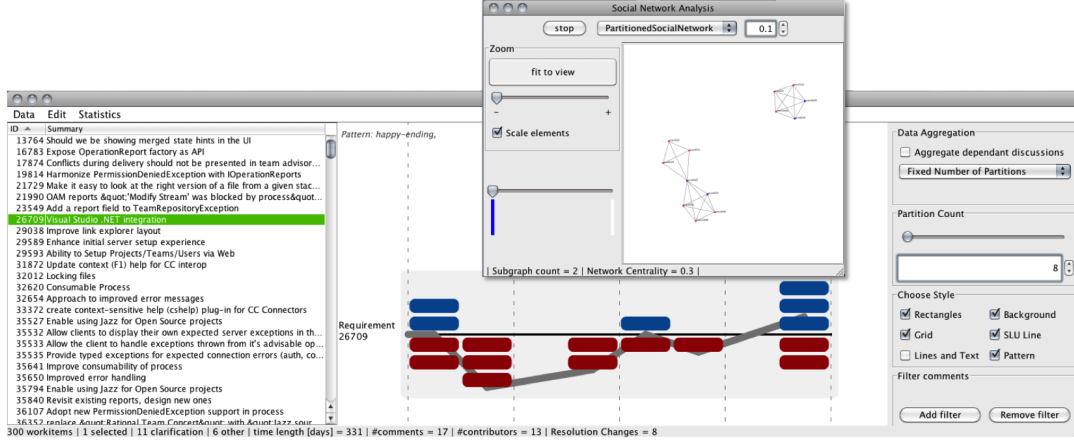 Social Network Analysis
stop
PartitionedSocialNetwork
0.1
Zoom
fit to view
-
+
Scale elements
| Subgraph count = 2 | Network Centrality = 0.3 |
Data Edit Statistics
ID Summary
13764 Should we be showing merged state hints in the UI
16783 Expose OperationReport factory as API
17874 Conflicts during delivery should not be presented in team advisor...
19814 Harmonize PermissionDeniedException with IOperationReports
21729 Make it easy to look at the right version of a file from a given stac...
21990 OAM reports &quot;'Modify Stream' was blocked by process&quot...
23549 Add a report field to TeamRepositoryException
26709 Visual Studio .NET integration
29038 Improve link explorer layout
29589 Enhance initial server setup experience
29593 Ability to Setup Projects/Teams/Users via Web
31872 Update context (F1) help for CC interop
32012 Locking files
32620 Consumable Process
32654 Approach to improved error messages
33372 create context-sensitive help (cshelp) plug-in for CC Connectors
35527 Enable using Jazz for Open Source projects
35532 Allow clients to display their own expected server exceptions in th...
35533 Allow the client to handle exceptions thrown from it's advisable op...
35535 Provide typed exceptions for expected connection errors (auth, co...
35641 Improve consumability of process
35650 Improved error handling
35794 Enable using Jazz for Open Source projects
35840 Revisit existing reports, design new ones
36107 Adopt new PermissionDeniedException support in process
36352 replace &quot;Rational Team Concert&quot; with &quot;Jazz Sour
Pattern: happy-ending,
Requirement
26709
Data Aggregation
Aggregate dependant discussions
Fixed Number of Partitions
Partition Count
8
Choose Style
Rectangles
Background
Grid
SLU Line
Lines and Text
Pattern
Filter comments
Add filter
Remove filter
300 workitems | 1 selected | 11 clarification | 6 other | time length [days] = 331 | #comments = 17 | #contributors = 13 | Resolution Changes = 8